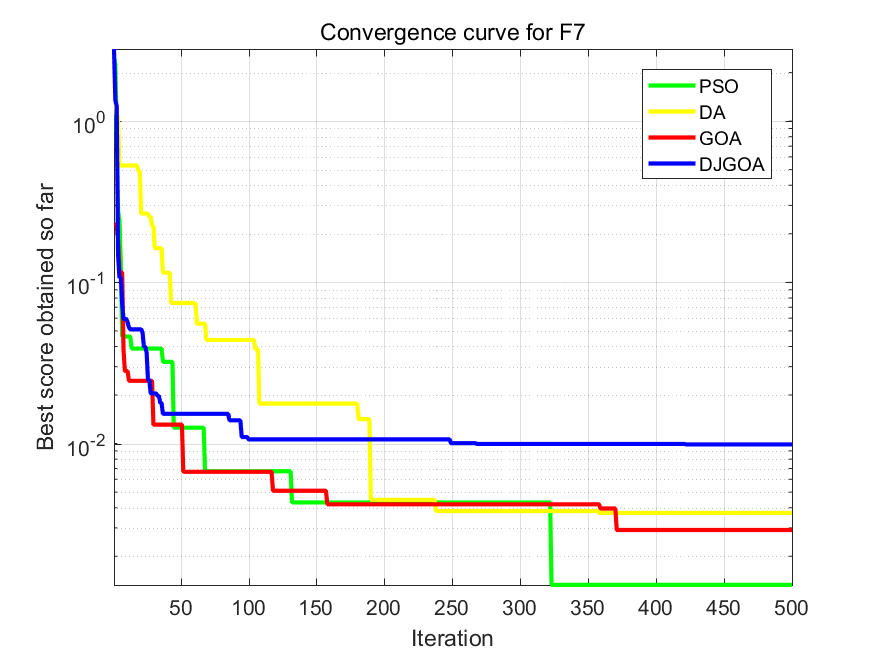 Convergence curve for F7
PSO
DA
GOA
DJGOA
Best score obtained so far
10^0
10^-1
10^-2
50 100 150 200 250 300 350 400 450 500
Iteration